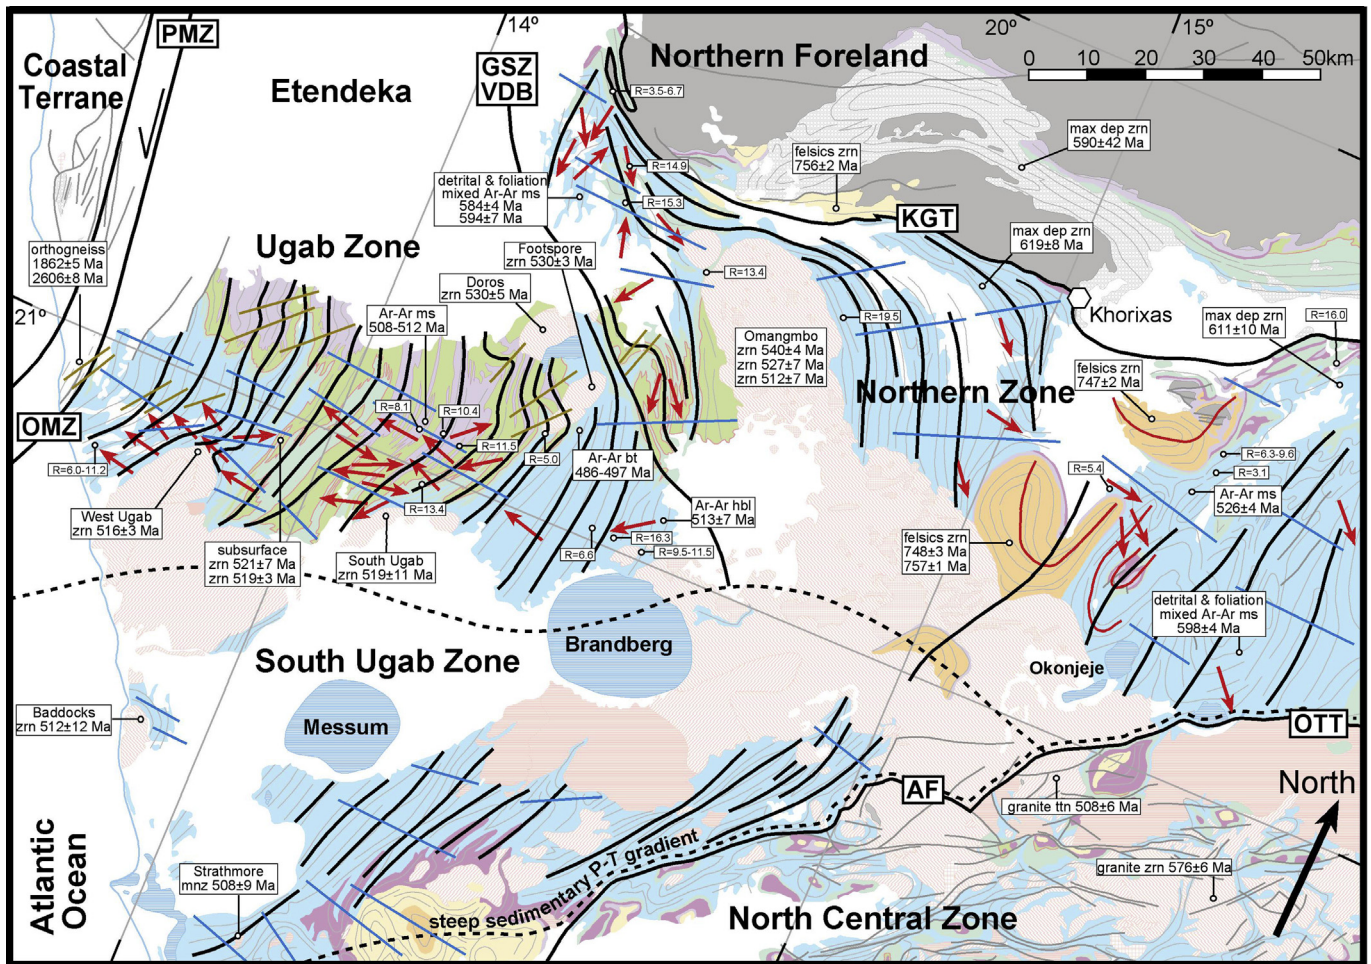 PMZ
14°
20°
15°
Coastal
Terrane
Etendeka
GSZ
VDB
Northern Foreland
0 10 20 30 40 50km
R=3.5-6.7
max dep zrn
590±42 Ma
felsics zrn
756±2 Ma
R=14.9
detrital & foliation
mixed Ar-Ar ms
584±4 Ma
594±7 Ma
R=15.3
KGT
max dep zrn
619±8 Ma
orthogneiss
1862±5 Ma
2606±8 Ma
Ugab Zone
Footspore
zrn 530±3 Ma
Doros
zrn 530±5 Ma
R=13.4
Khorixas
21°
Ar-Ar ms
508-512 Ma
R=19.5
max dep zrn
611±10 Ma
R=16.0
Omangmbo
zrn 540±4 Ma
zrn 527±7 Ma
zrn 512±7 Ma
Northern Zone
felsics zrn
747±2 Ma
OMZ
R=8.1
R=10.4
R=11.5
R=5.0
R=6.0-11.2
Ar-Ar bt
486-497 Ma
R=6.3-9.6
R=5.4
R=3.1
R=13.4
Ar-Ar hbl
513±7 Ma
Ar-Ar ms
526±4 Ma
West Ugab
zrn 516±3 Ma
R=16.3
R=6.6
R=9.5-11.5
subsurface
zrn 521±7 Ma
zrn 519±3 Ma
South Ugab
zrn 519±11 Ma
felsics zrn
748±3 Ma
757±1 Ma
detrital & foliation
mixed Ar-Ar ms
598±4 Ma
South Ugab Zone
Brandberg
Okonjeje
Baddocks
zrn 512±12 Ma
Messum
OTT
AF
North
granite ttn 508±6 Ma
Atlantic
Ocean
steep sedimentary P-T gradient
Strathmore
mnz 508±9 Ma
granite zrn 576±6 Ma
North Central Zone